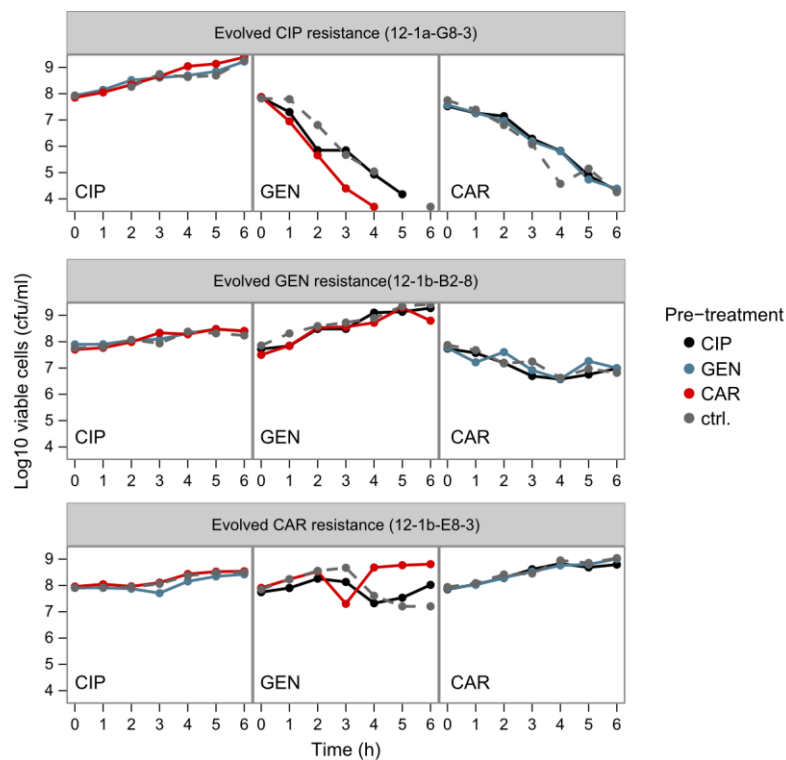 Evolved CIP resistance (12-1a-G8-3)
9
8
7
6
5
4
CIP
GEN
CAR
0 1 2 3 4 5 6 0 1 2 3 4 5 6 0 1 2 3 4 5 6
Evolved GEN resistance(12-1b-B2-8)
9
8
7
6
5
4
CIP
GEN
CAR
0 1 2 3 4 5 6 0 1 2 3 4 5 6 0 1 2 3 4 5 6
Evolved CAR resistance (12-1b-E8-3)
9
8
7
6
5
4
CIP
GEN
CAR
0 1 2 3 4 5 6 0 1 2 3 4 5 6 0 1 2 3 4 5 6
Time (h)
Log10 viable cells (cfu/ml)
Pre−treatment
CIP
GEN
CAR
ctrl.